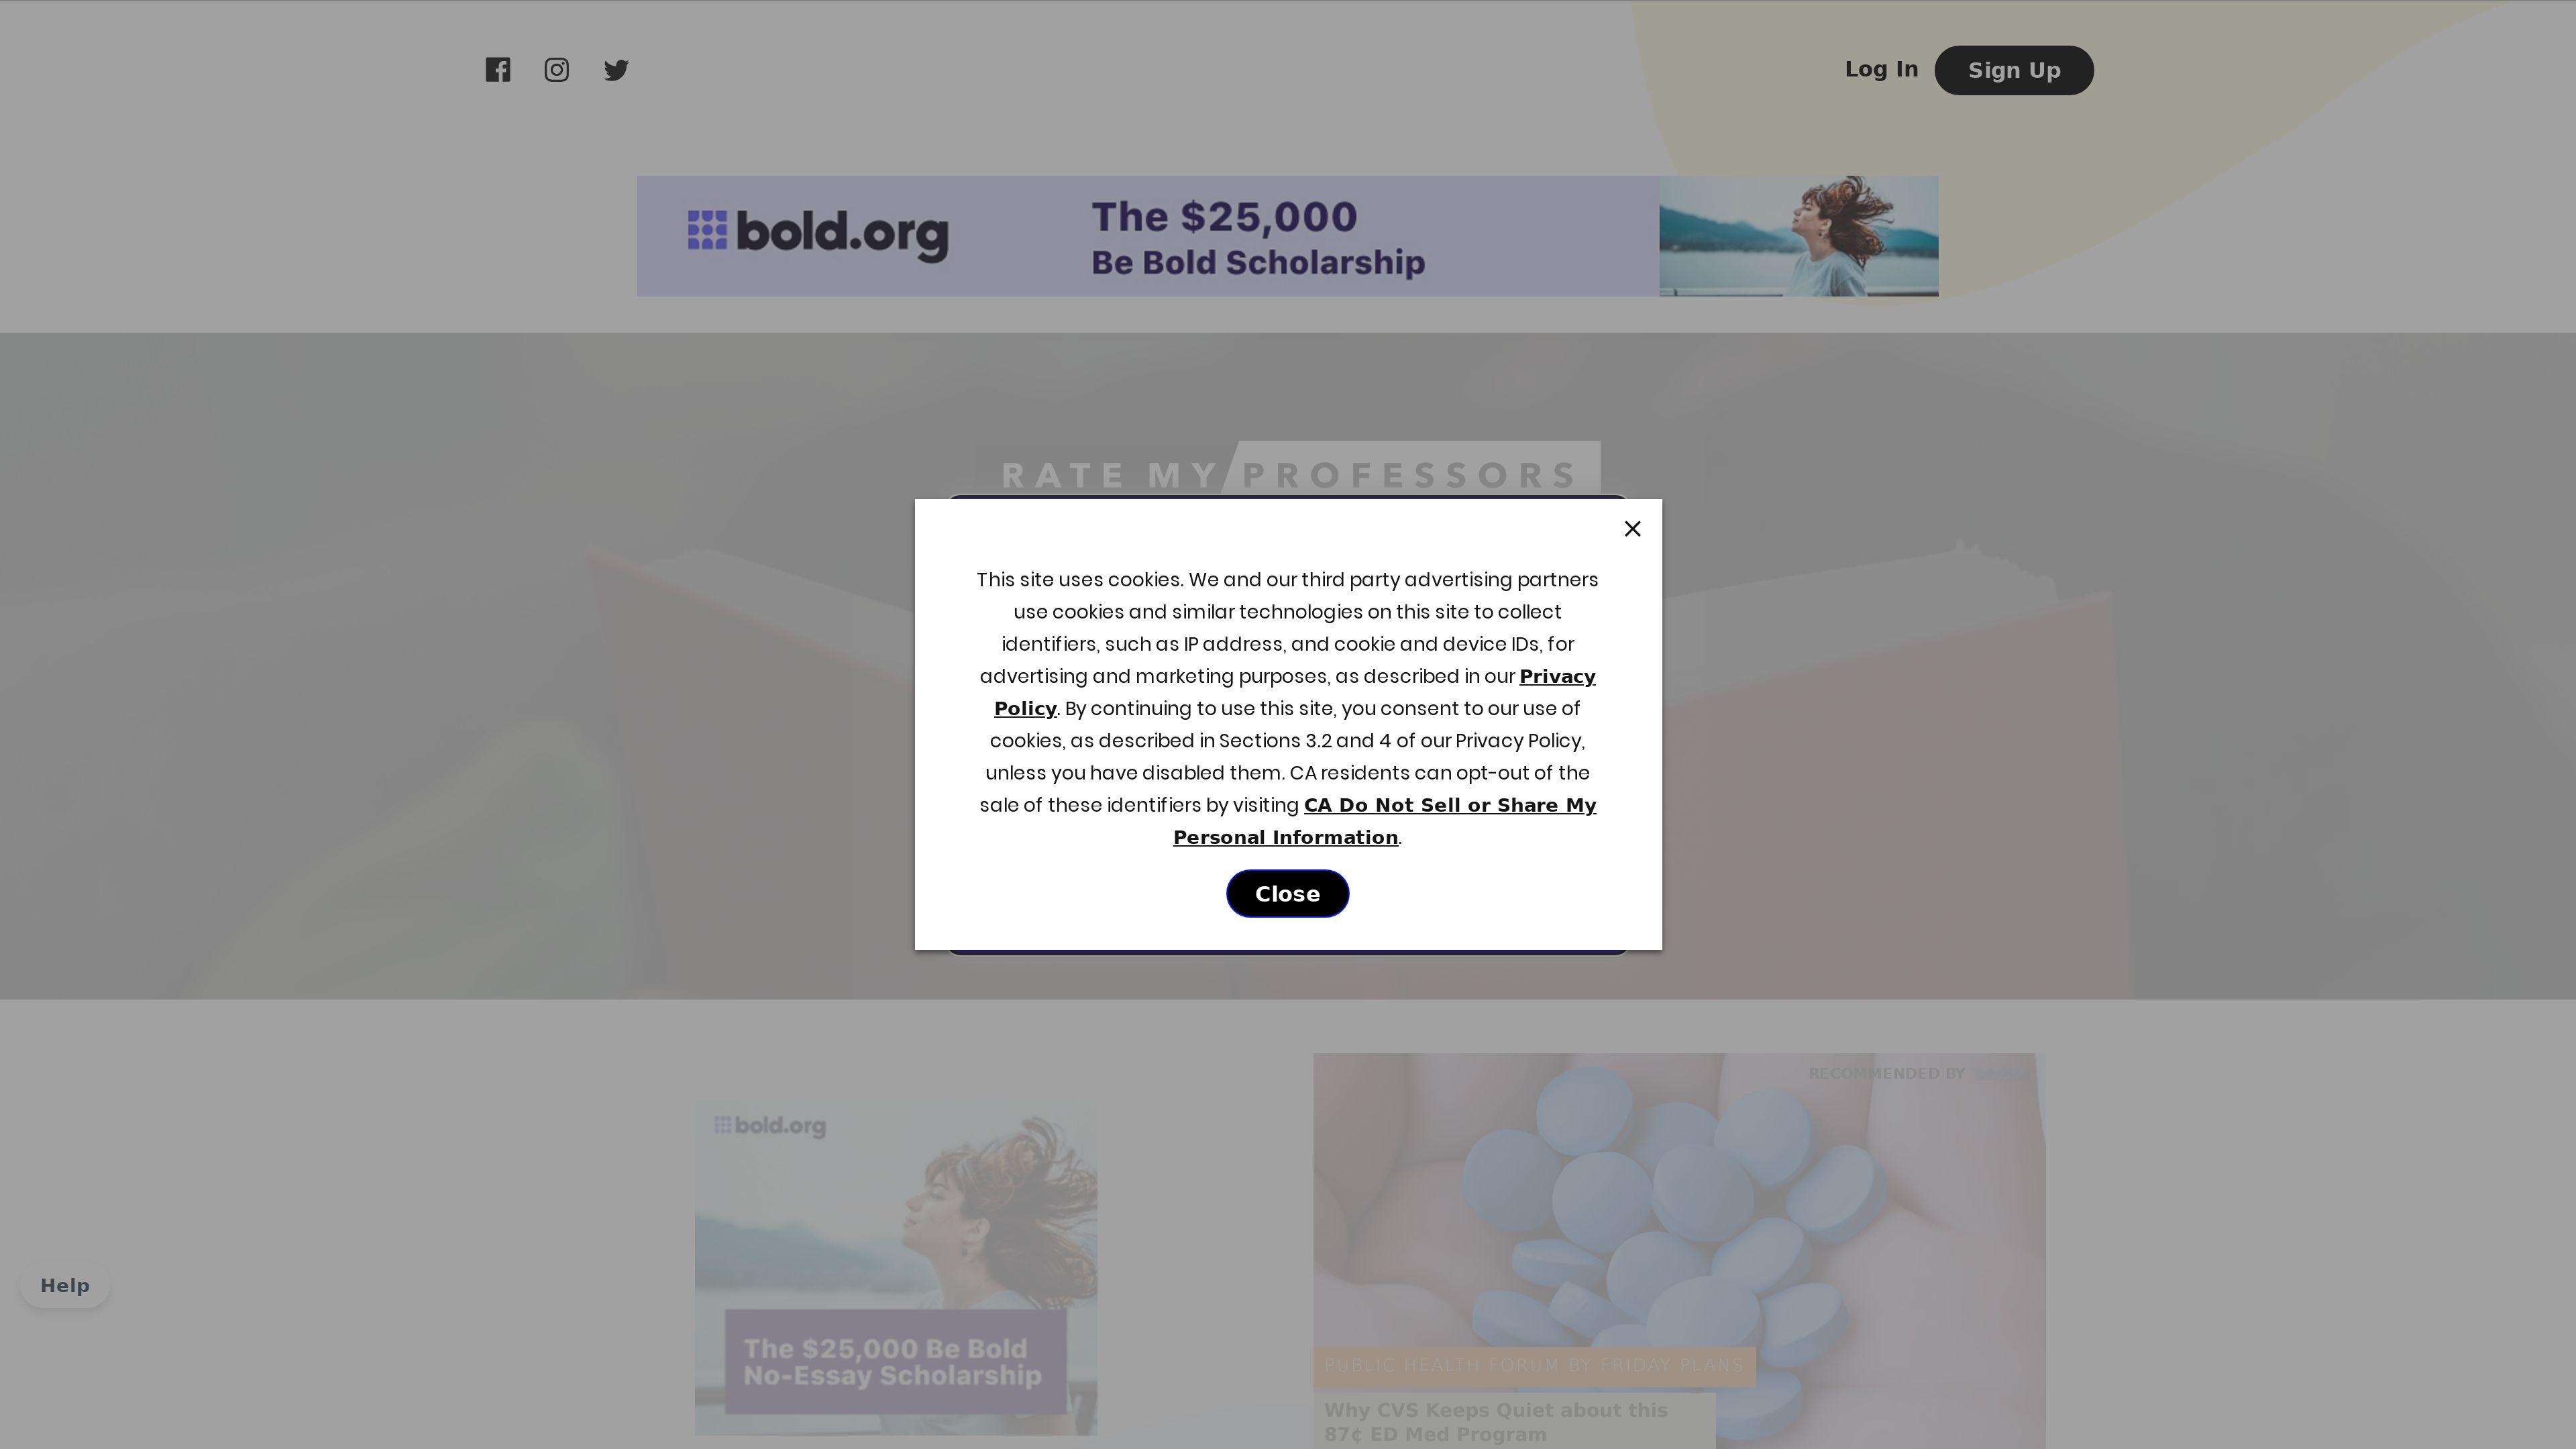 Log In
Sign Up
bold.org
The $25,000
Be Bold Scholarship
RATE MY PROFESSORS
This site uses cookies. We and our third party advertising partners
use cookies and similar technologies on this site to collect
identifiers, such as IP address, and cookie and device IDs, for
advertising and marketing purposes, as described in our Privacy
Policy. By continuing to use this site, you consent to our use of
cookies, as described in Sections 3.2 and 4 of our Privacy Policy,
unless you have disabled them. CA residents can opt-out of the
sale of these identifiers by visiting CA Do Not Sell or Share My
Personal Information.
Close
RECOMMENDED BY
bold.org
The $25,000 Be Bold
No-Essay Scholarship
Help
PUBLIC HEALTH FORUM BY FRIDAY PLANS
Why CVS Keeps Quiet about this
87¢ ED Med Program